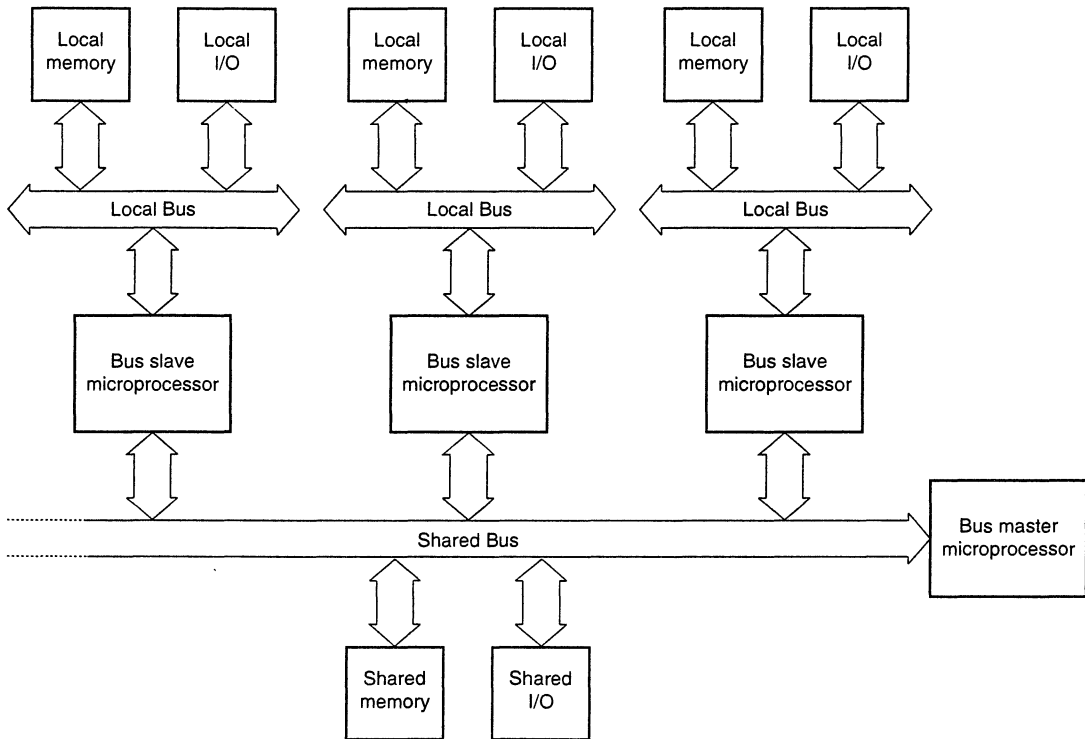 Local
memory
Local
I/O
Local
memory
Local
I/O
Local
memory
Local
I/O
Local Bus
Local Bus
Local Bus
Bus slave
microprocessor
Bus slave
microprocessor
Bus slave
microprocessor
Shared Bus
Bus master
microprocessor
Shared
memory
Shared
I/O